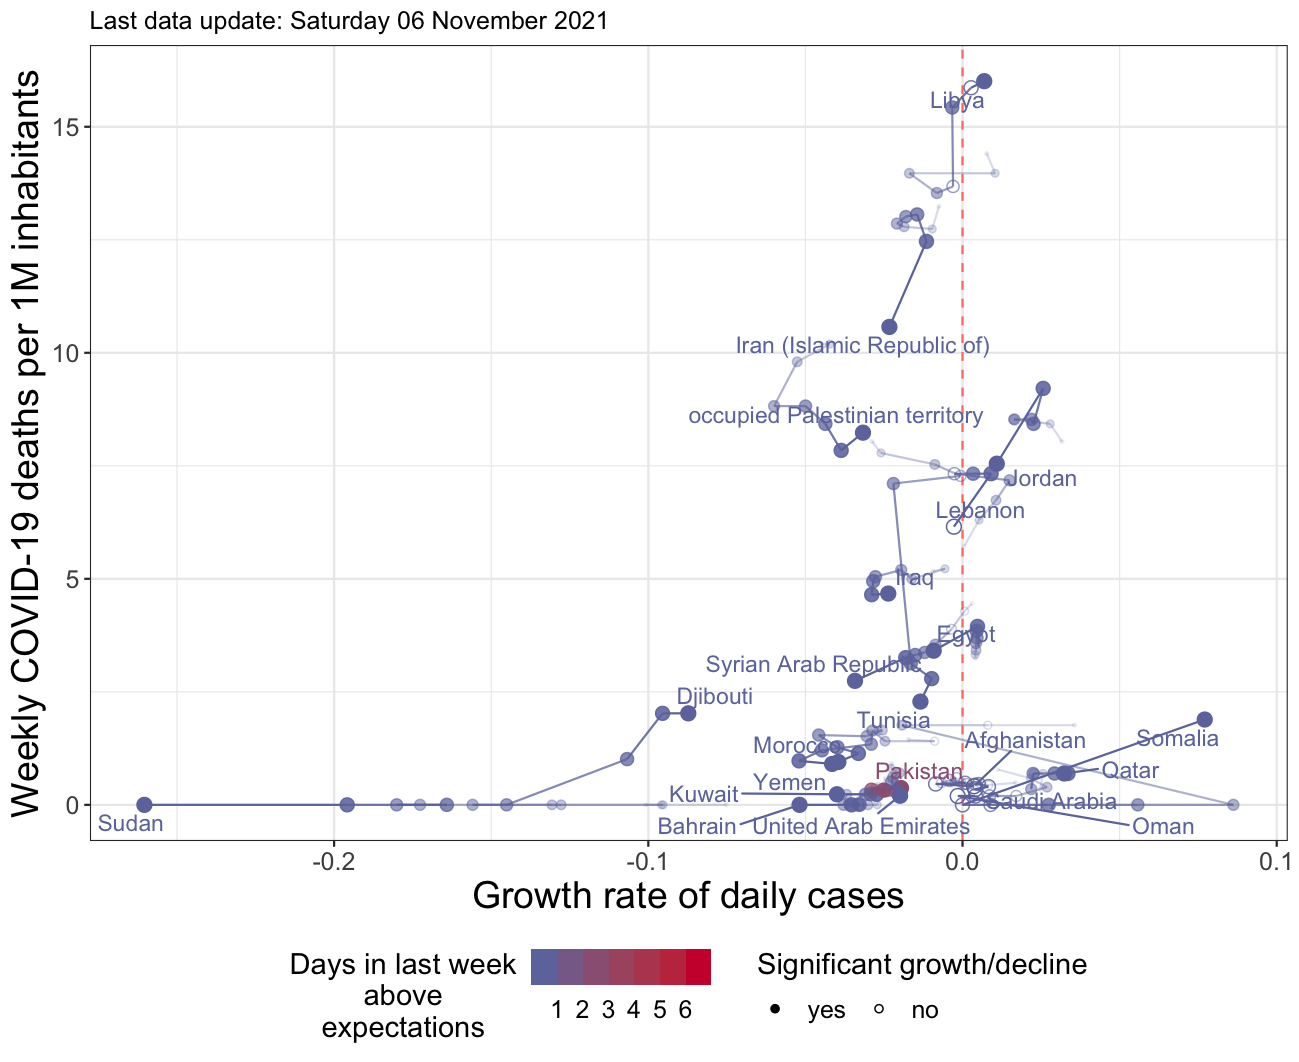 Last data update: Saturday 06 November 2021
Weekly COVID-19 deaths per 1M inhabitants
15
10
5
0
Libya
Iran (Islamic Republic of)
occupied Palestinian territory
Jordan
Lebanon
Iraq
Egypt
Syrian Arab Republic
Djibouti
Tunisia
Afghanistan
Somalia
Morocco
Pakistan
Qatar
Yemen
Kuwait
Saudi Arabia
Sudan
Bahrain
United Arab Emirates
Oman
-0.2
-0.1
0.0
0.1
Growth rate of daily cases
Days in last week
above
expectations
1 2 3 4 5 6
Significant growth/decline
yes
no